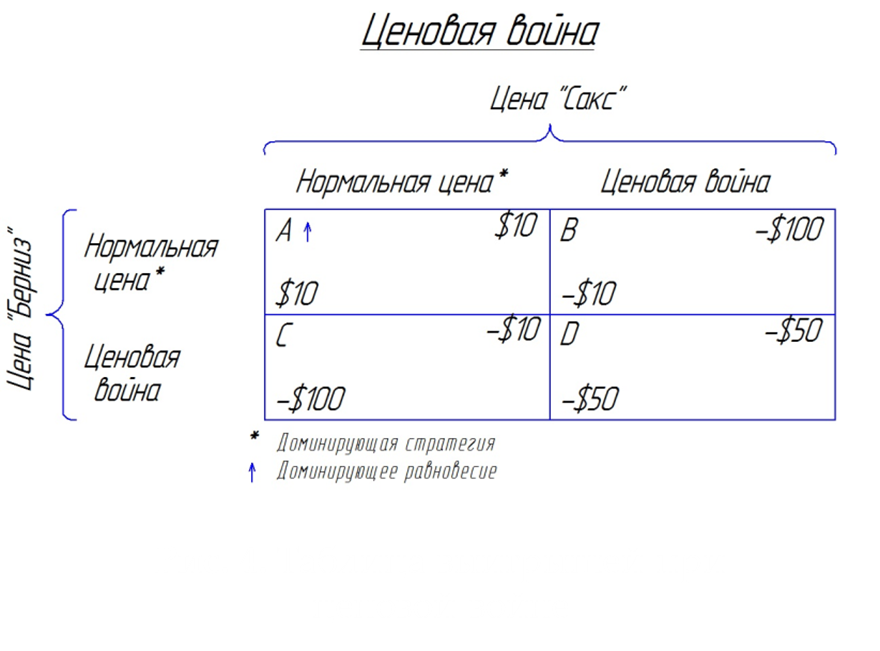 Ценовая война
Цена "Сакс"
Нормальная цена* Ценовая война
Цена "Берниз"
Нормальная
цена*
A ↑ $10 B –$100
$10 –$10
Ценовая
война
C –$10 D –$50
–$100 –$50
* Доминирующая стратегия
↑ Доминирующее равновесие